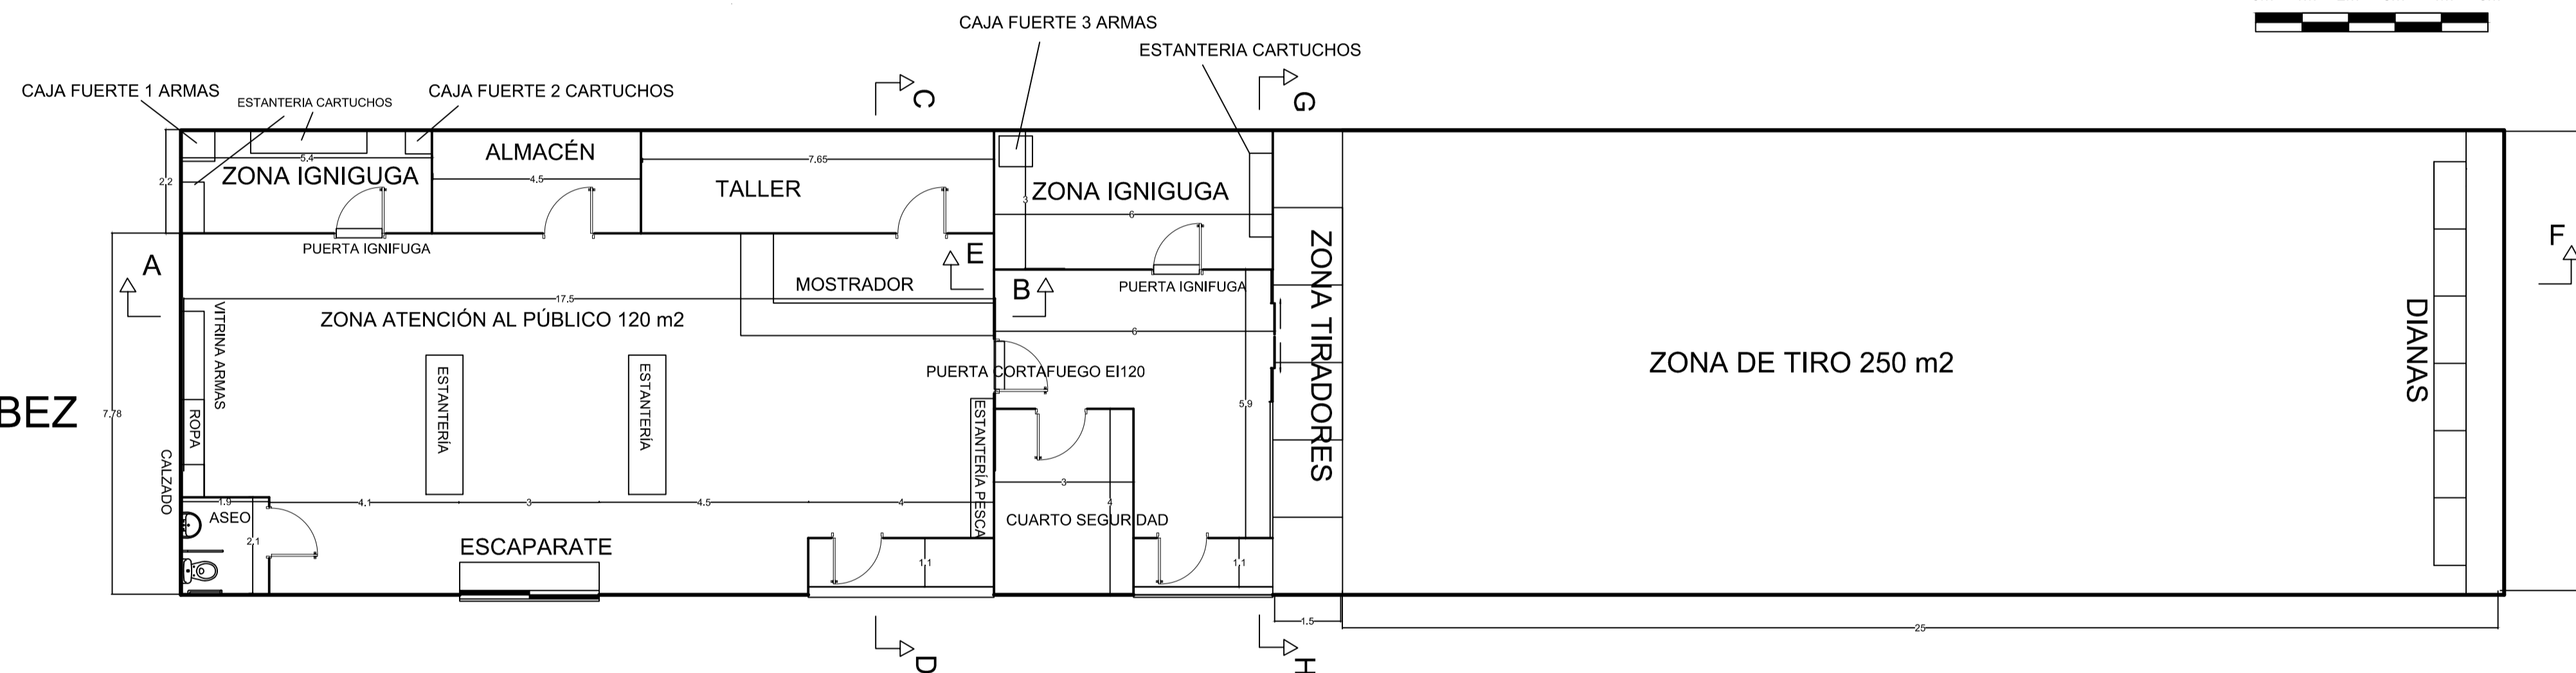 CAJA FUERTE 3 ARMAS
ESTANTERIA CARTUCHOS
CAJA FUERTE 1 ARMAS
ESTANTERIA CARTUCHOS
CAJA FUERTE 2 CARTUCHOS
C
G
5.4
ALMACÉN
7.65
2.2
ZONA IGNIGUGA
4.5
TALLER
ZONA IGNIGUGA
3
6
PUERTA IGNIFUGA
A
E
F
MOSTRADOR
B
PUERTA IGNIFUGA
17.5
VITRINA ARMAS
ZONA ATENCIÓN AL PÚBLICO 120 m2
6
ZONA TIRADORES
DIANAS
ZONA DE TIRO 250 m2
PUERTA CORTAFUEGO EI120
BEZ
7.78
ROPA
ESTANTERÍA
ESTANTERÍA
ESTANTERÍA PESCA
5.9
CALZADO
1.9
4.1
3
4.5
4
3
4
ASEO
2.1
CUARTO SEGURIDAD
ESCAPARATE
1.1
1.1
1.5
25
D
H